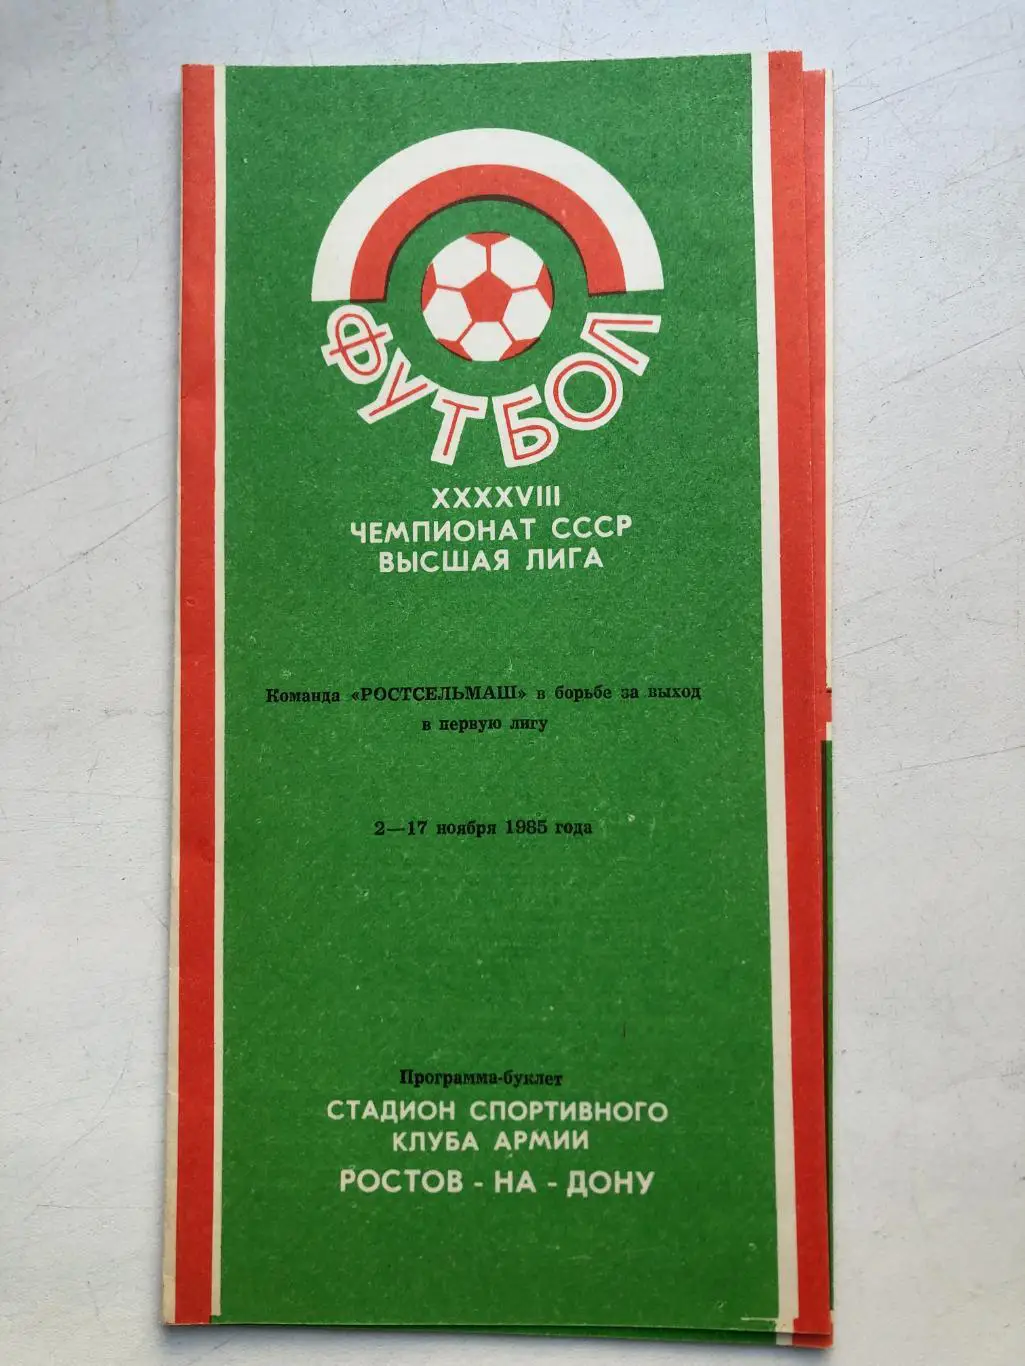 ФУТБОЛ
XXXXVIII
ЧЕМПИОНАТ СССР
ВЫСШАЯ ЛИГА
Команда «РОСТСЕЛЬМАШ» в борьбе за выход
в первую лигу
2—17 ноября 1985 года
Программа-буклет
СТАДИОН СПОРТИВНОГО
КЛУБА АРМИИ
РОСТОВ - НА - ДОНУ